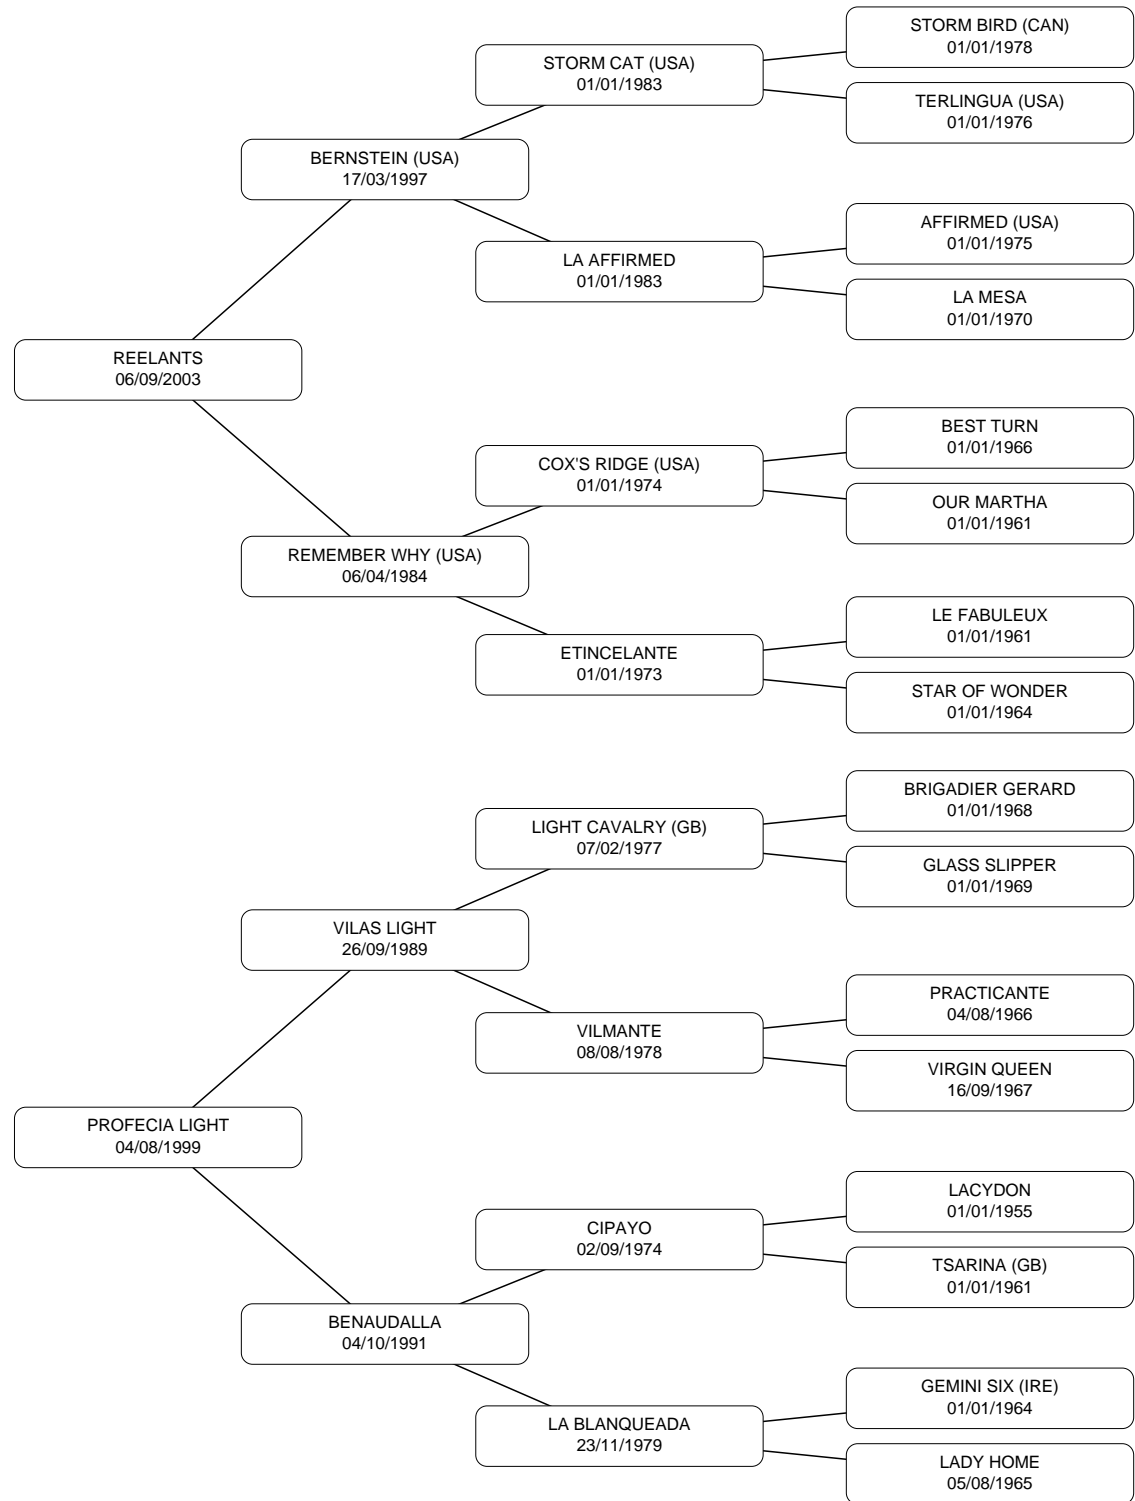 STORM BIRD (CAN)
01/01/1978
STORM CAT (USA)
01/01/1983
TERLINGUA (USA)
01/01/1976
BERNSTEIN (USA)
17/03/1997
AFFIRMED (USA)
01/01/1975
LA AFFIRMED
01/01/1983
LA MESA
01/01/1970
REELANTS
06/09/2003
BEST TURN
01/01/1966
COX'S RIDGE (USA)
01/01/1974
OUR MARTHA
01/01/1961
REMEMBER WHY (USA)
06/04/1984
LE FABULEUX
01/01/1961
ETINCELANTE
01/01/1973
STAR OF WONDER
01/01/1964
BRIGADIER GERARD
01/01/1968
LIGHT CAVALRY (GB)
07/02/1977
GLASS SLIPPER
01/01/1969
VILAS LIGHT
26/09/1989
PRACTICANTE
04/08/1966
VILMANTE
08/08/1978
VIRGIN QUEEN
16/09/1967
PROFECIA LIGHT
04/08/1999
LACYDON
01/01/1955
CIPAYO
02/09/1974
TSARINA (GB)
01/01/1961
BENAUDALLA
04/10/1991
GEMINI SIX (IRE)
01/01/1964
LA BLANQUEADA
23/11/1979
LADY HOME
05/08/1965